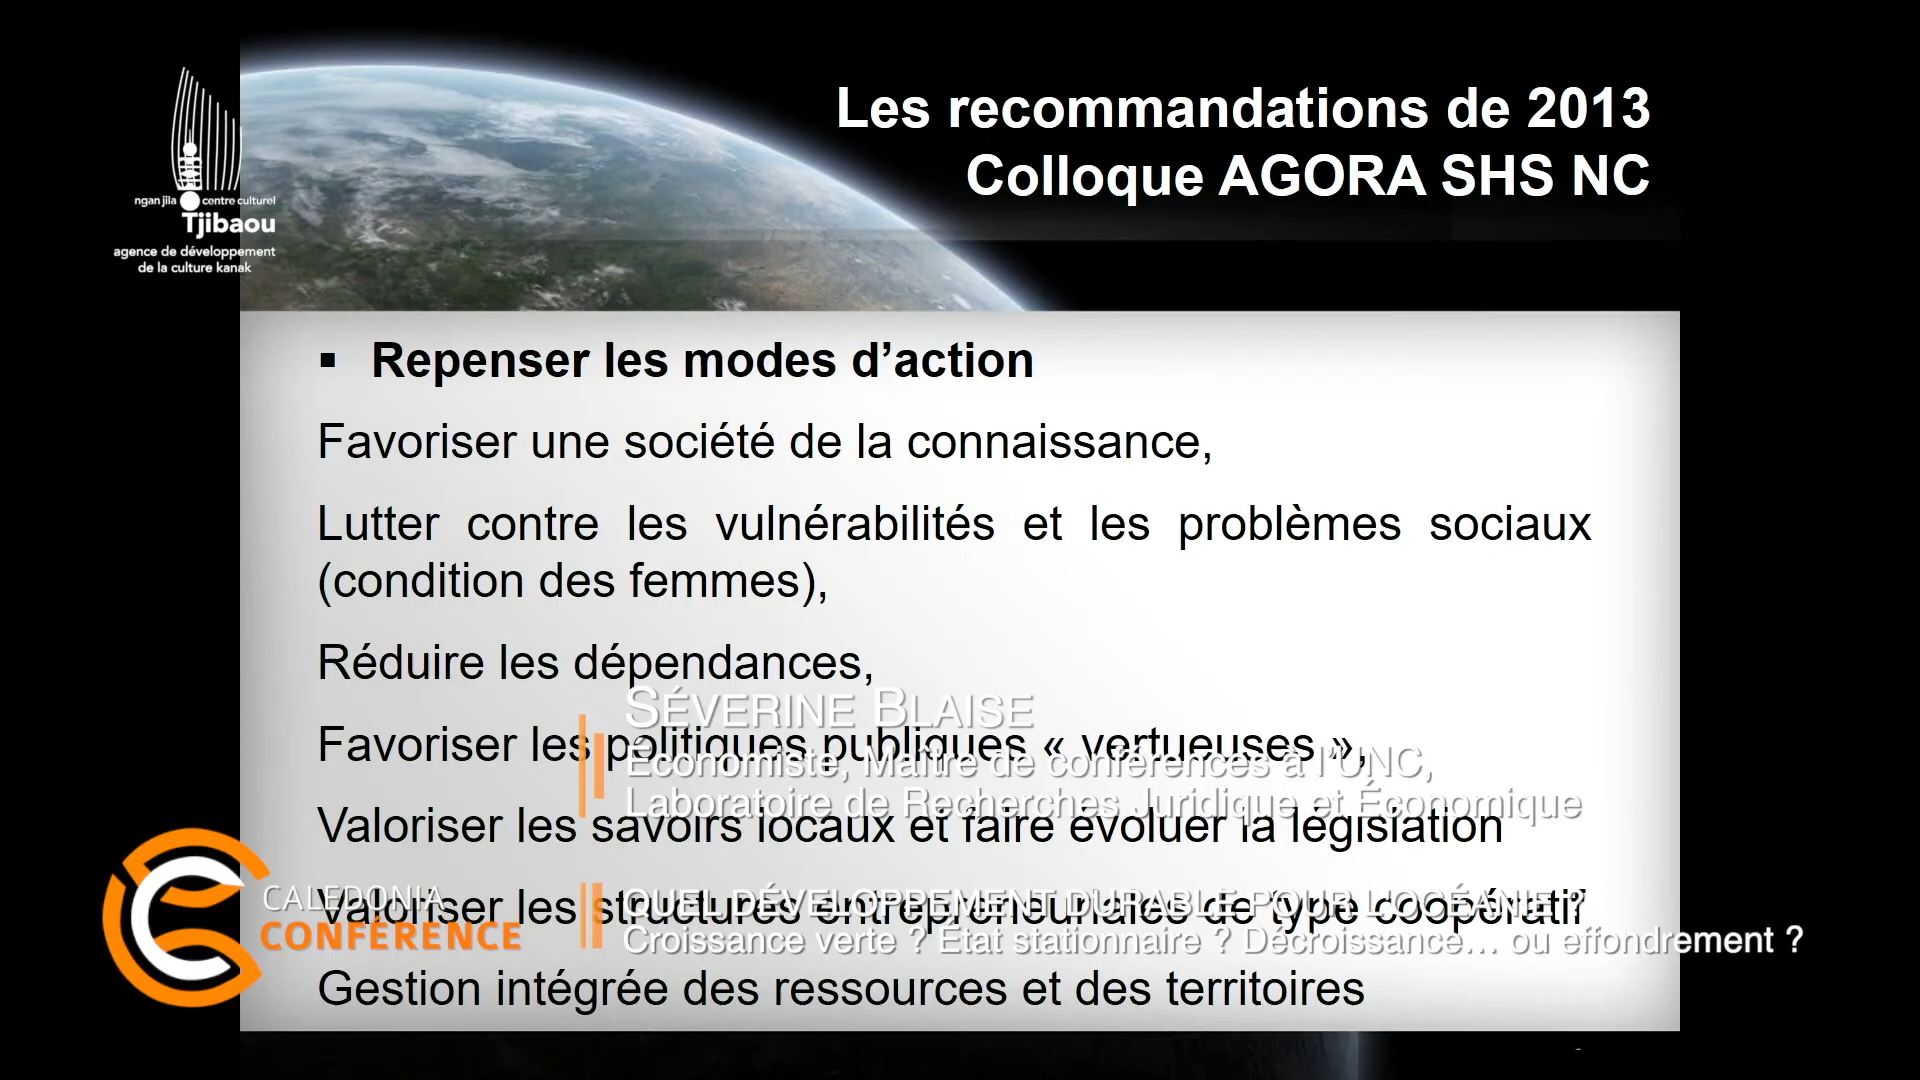 Les recommandations de 2013
Colloque AGORA SHS NC
ngan jila centre culturel
Tjibaou
agence de développement
de la culture kanak
▪ Repenser les modes d’action
Favoriser une société de la connaissance,
Lutter contre les vulnérabilités et les problèmes sociaux
(condition des femmes),
Réduire les dépendances,
SÉVERINE BLAISE
Favoriser les politiques publiques « vertueuses »,
Économiste, Maître de conférences à l'UNC,
Laboratoire de Recherches Juridique et Économique
Valoriser les savoirs locaux et faire évoluer la législation
CALEDONIA
CONFÉRENCE
Valoriser les structures entrepreneuriales de type coopératif
QUEL DÉVELOPPEMENT DURABLE POUR L'OCÉANIE ?
Croissance verte ? État stationnaire ? Décroissance... ou effondrement ?
Gestion intégrée des ressources et des territoires